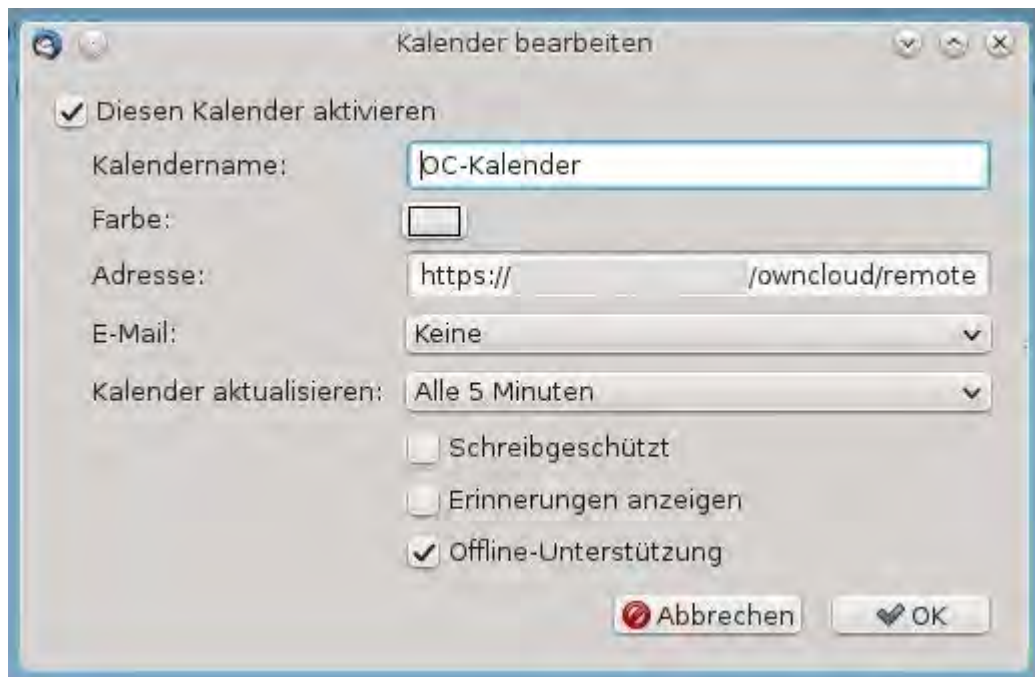 Kalender bearbeiten
Diesen Kalender aktivieren
Kalendername: OC-Kalender
Farbe:
Adresse: https:// /owncloud/remote
E-Mail: Keine
Kalender aktualisieren: Alle 5 Minuten
Schreibgeschützt
Erinnerungen anzeigen
Offline-Unterstützung
Abbrechen OK